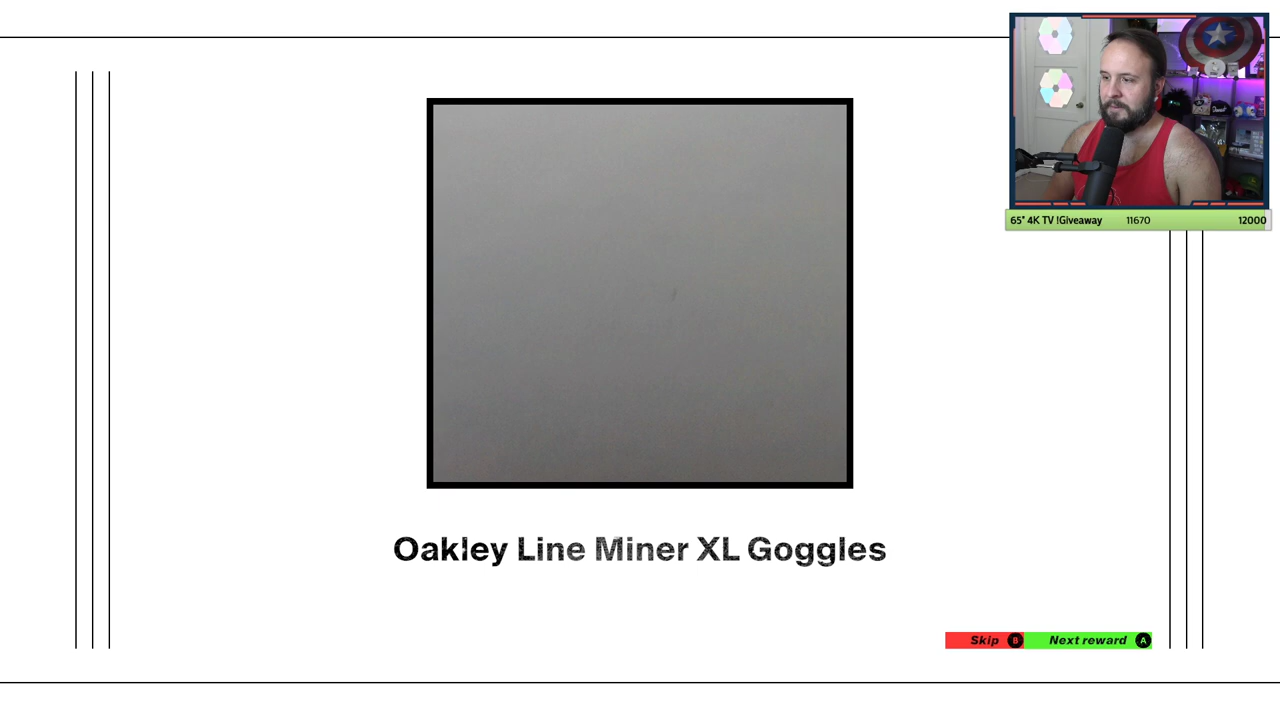 65" 4K TV !Giveaway 11670 12000
Oakley Line Miner XL Goggles
Skip B Next reward A